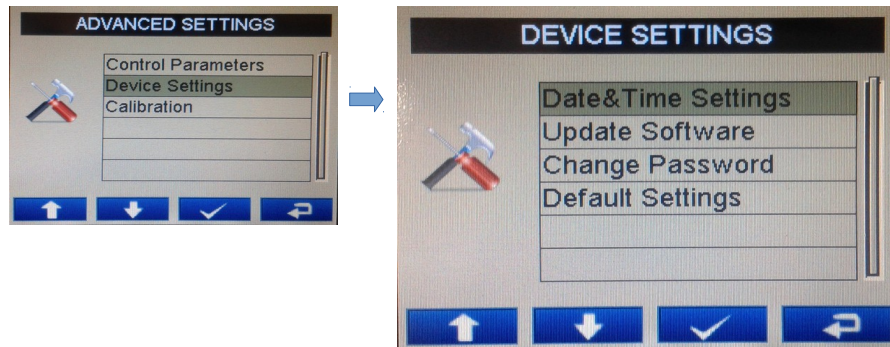 ADVANCED SETTINGS
Control Parameters
Device Settings
Calibration
DEVICE SETTINGS
Date&Time Settings
Update Software
Change Password
Default Settings